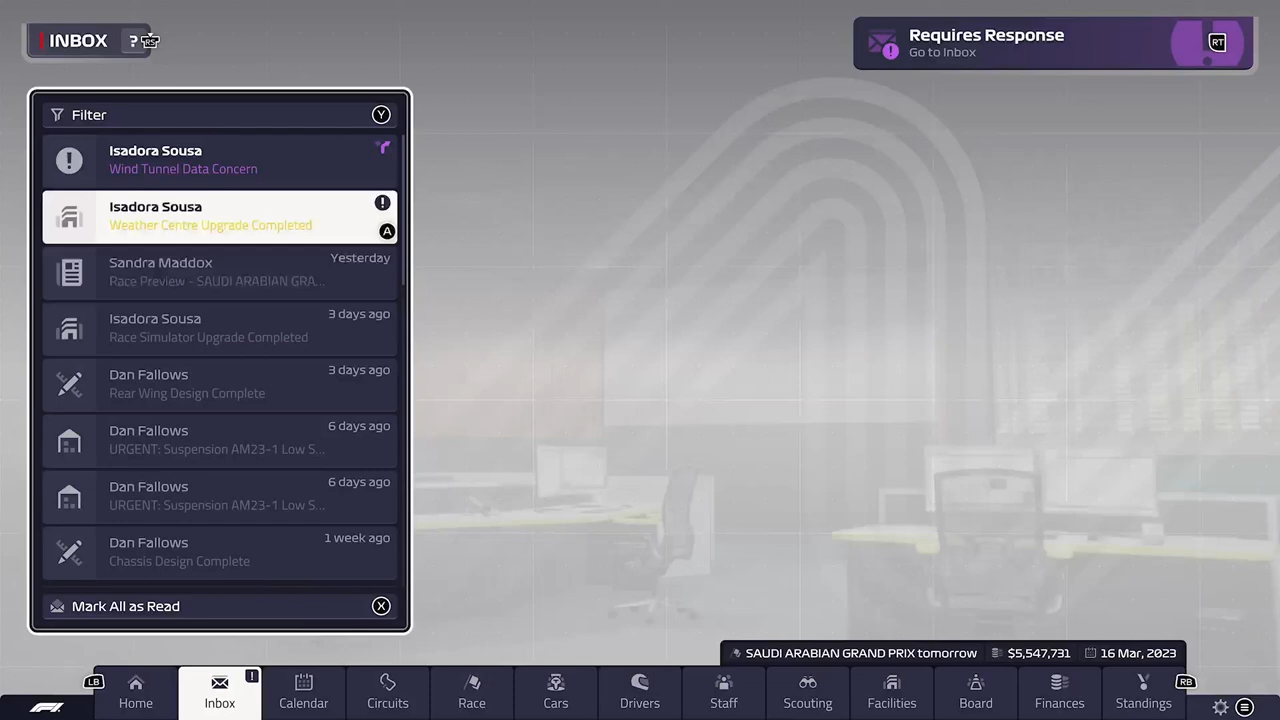 INBOX
?
RS
Requires Response
Go to Inbox
RT
Filter
Y
Isadora Sousa
Wind Tunnel Data Concern
Isadora Sousa
Weather Centre Upgrade Completed
A
Sandra Maddox
Yesterday
Race Preview - SAUDI ARABIAN GRA...
Isadora Sousa
3 days ago
Race Simulator Upgrade Completed
Dan Fallows
3 days ago
Rear Wing Design Complete
Dan Fallows
6 days ago
URGENT: Suspension AM23-1 Low S...
Dan Fallows
6 days ago
URGENT: Suspension AM23-1 Low S...
Dan Fallows
1 week ago
Chassis Design Complete
Mark All as Read
X
SAUDI ARABIAN GRAND PRIX tomorrow
$5,547,731
16 Mar, 2023
LB
Home
Inbox
Calendar
Circuits
Race
Cars
Drivers
Staff
Scouting
Facilities
Board
Finances
Standings
RB
F1